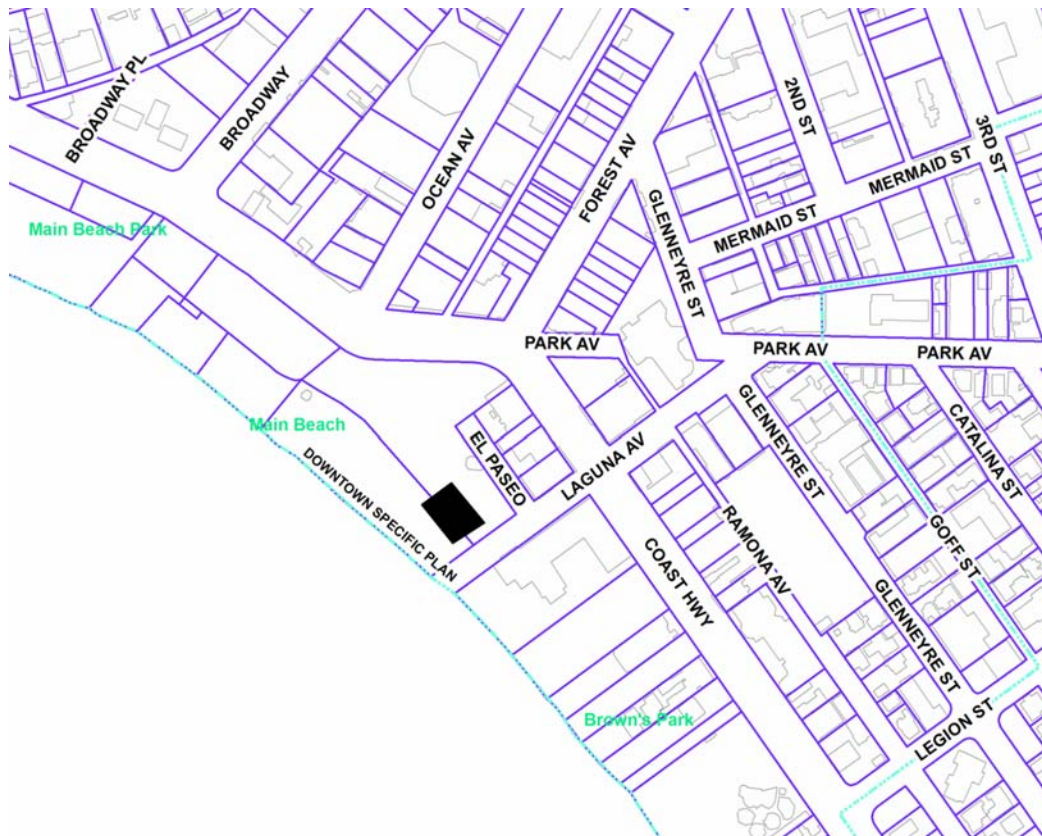 BROADWAY PL
BROADWAY
OCEAN AV
FOREST AV
GLENNEYRE ST
2ND ST
3RD ST
MERMAID ST
MERMAID ST
Main Beach Park
PARK AV
PARK AV
PARK AV
Main Beach
EL PASEO
LAGUNA AV
GLENNEYRE ST
CATALINA ST
DOWNTOWN SPECIFIC PLAN
RAMONA AV
GOFF ST
COAST HWY
GLENNEYRE ST
Brown's Park
LEGION ST